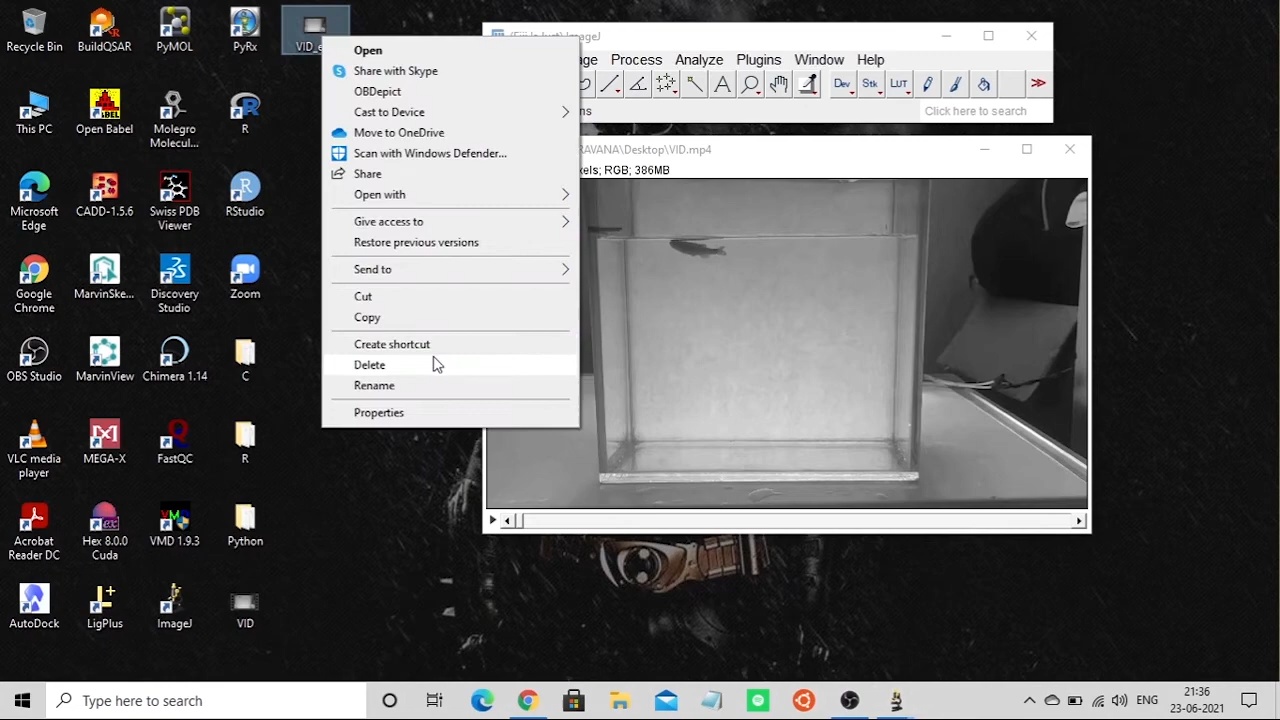 Recycle Bin
BuildQSAR
PyMOL
PyRx
This PC
Open Babel
Molegro
Molecul...
R
Microsoft
Edge
CADD-1.5.6
Swiss PDB
Viewer
RStudio
Google
Chrome
MarvinSke...
Discovery
Studio
Zoom
OBS Studio
MarvinView
Chimera 1.14
C
VLC media
player
MEGA-X
FastQC
R
Acrobat
Reader DC
Hex 8.0.0
Cuda
VMD 1.9.3
Python
AutoDock
LigPlus
ImageJ
VID
Open
Share with Skype
OBDepict
Cast to Device
Move to OneDrive
Scan with Windows Defender...
Share
Open with
Give access to
Restore previous versions
Send to
Cut
Copy
Create shortcut
Delete
Rename
Properties
(Fiji Is Just) ImageJ
Process Analyze Plugins Window Help
Dev Stk LUT
Click here to search
RAVANA\Desktop\VID.mp4
RGB; 386MB
Type here to search
ENG
21:36
23-06-2021